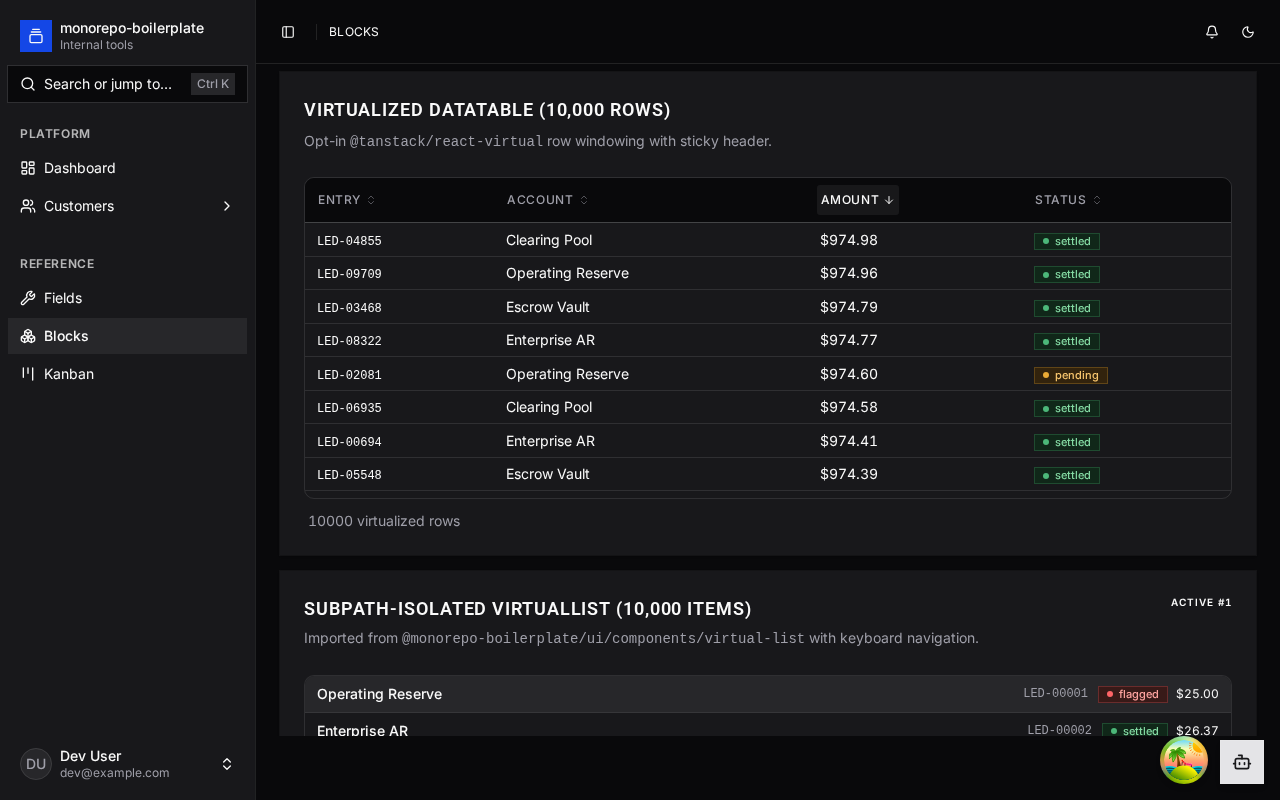 monorepo-boilerplate
Internal tools
Search or jump to... Ctrl K
PLATFORM
Dashboard
Customers
REFERENCE
Fields
Blocks
Kanban
DU
Dev User
dev@example.com
BLOCKS
VIRTUALIZED DATATABLE (10,000 ROWS)
Opt-in @tanstack/react-virtual row windowing with sticky header.
ENTRY ACCOUNT AMOUNT STATUS
LED-04855 Clearing Pool $974.98 settled
LED-09709 Operating Reserve $974.96 settled
LED-03468 Escrow Vault $974.79 settled
LED-08322 Enterprise AR $974.77 settled
LED-02081 Operating Reserve $974.60 pending
LED-06935 Clearing Pool $974.58 settled
LED-00694 Enterprise AR $974.41 settled
LED-05548 Escrow Vault $974.39 settled
10000 virtualized rows
SUBPATH-ISOLATED VIRTUALLIST (10,000 ITEMS) ACTIVE #1
Imported from @monorepo-boilerplate/ui/components/virtual-list with keyboard navigation.
Operating Reserve LED-00001 flagged $25.00
Enterprise AR LED-00002 settled $26.37